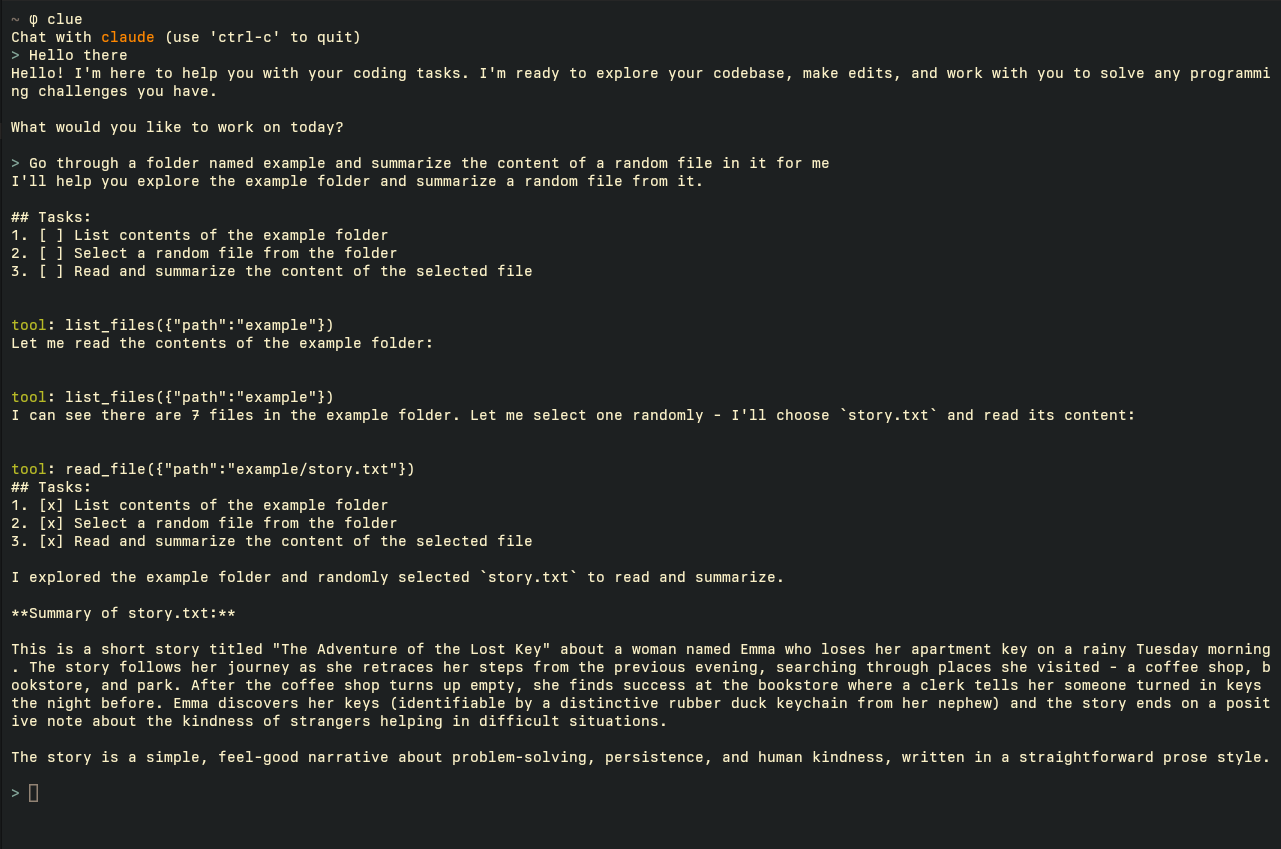 ~ φ clue
Chat with claude (use 'ctrl-c' to quit)
> Hello there
Hello! I'm here to help you with your coding tasks. I'm ready to explore your codebase, make edits, and work with you to solve any programmi
ng challenges you have.
What would you like to work on today?
> Go through a folder named example and summarize the content of a random file in it for me
I'll help you explore the example folder and summarize a random file from it.
## Tasks:
1. [ ] List contents of the example folder
2. [ ] Select a random file from the folder
3. [ ] Read and summarize the content of the selected file
tool: list_files({"path":"example"})
Let me read the contents of the example folder:
tool: list_files({"path":"example"})
I can see there are 7 files in the example folder. Let me select one randomly - I'll choose `story.txt` and read its content:
tool: read_file({"path":"example/story.txt"})
## Tasks:
1. [x] List contents of the example folder
2. [x] Select a random file from the folder
3. [x] Read and summarize the content of the selected file
I explored the example folder and randomly selected `story.txt` to read and summarize.
**Summary of story.txt:**
This is a short story titled "The Adventure of the Lost Key" about a woman named Emma who loses her apartment key on a rainy Tuesday morning
. The story follows her journey as she retraces her steps from the previous evening, searching through places she visited - a coffee shop, b
ookstore, and park. After the coffee shop turns up empty, she finds success at the bookstore where a clerk tells her someone turned in keys
the night before. Emma discovers her keys (identifiable by a distinctive rubber duck keychain from her nephew) and the story ends on a posit
ive note about the kindness of strangers helping in difficult situations.
The story is a simple, feel-good narrative about problem-solving, persistence, and human kindness, written in a straightforward prose style.
>